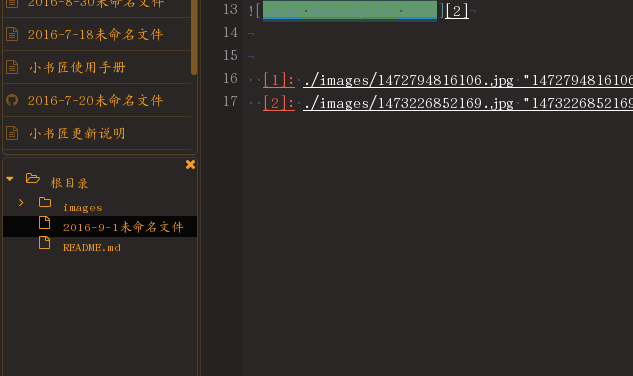 2016-8-30未命名文件
2016-7-18未命名文件
小书匠使用手册
2016-7-20未命名文件
小书匠更新说明
根目录
images
2016-9-1未命名文件
README.md
13 ![ ][2]
14
15
16 [1]: ./images/1472794816106.jpg "1472794816106
17 [2]: ./images/1473226852169.jpg "1473226852169